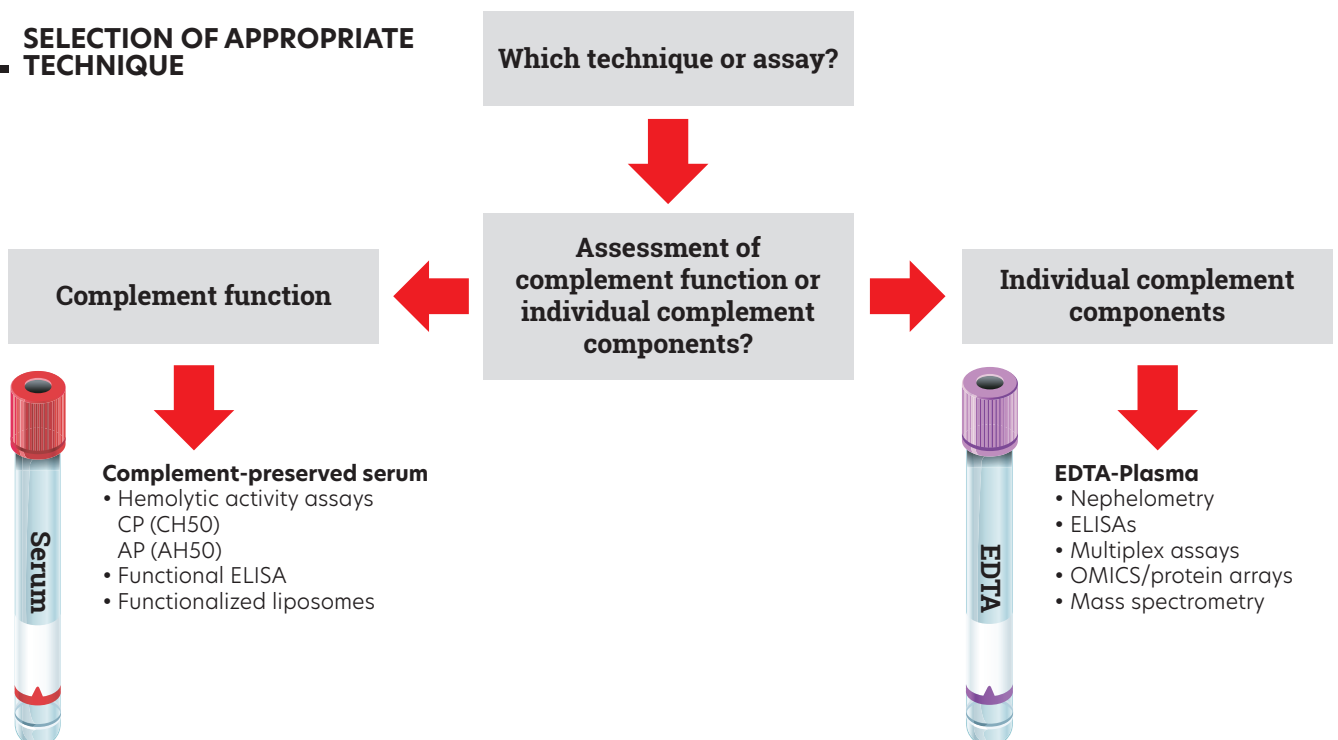 SELECTION OF APPROPRIATE
TECHNIQUE
Which technique or assay?
Assessment of
complement function or
individual complement
components?
Complement function
Individual complement
components
Serum
Complement-preserved serum
• Hemolytic activity assays
CP (CH50)
AP (AH50)
• Functional ELISA
• Functionalized liposomes
EDTA
EDTA-Plasma
• Nephelometry
• ELISAs
• Multiplex assays
• OMICS/protein arrays
• Mass spectrometry